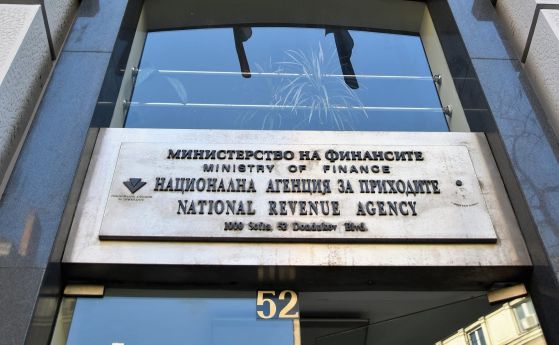 МИНИСТЕРСТВО НА ФИНАНСИТЕ
MINISTRY OF FINANCE
НАЦИОНАЛНА АГЕНЦИЯ ЗА ПРИХОДИТЕ
NATIONAL REVENUE AGENCY
1000 Sofia, 52 Dondukov Blvd.
52